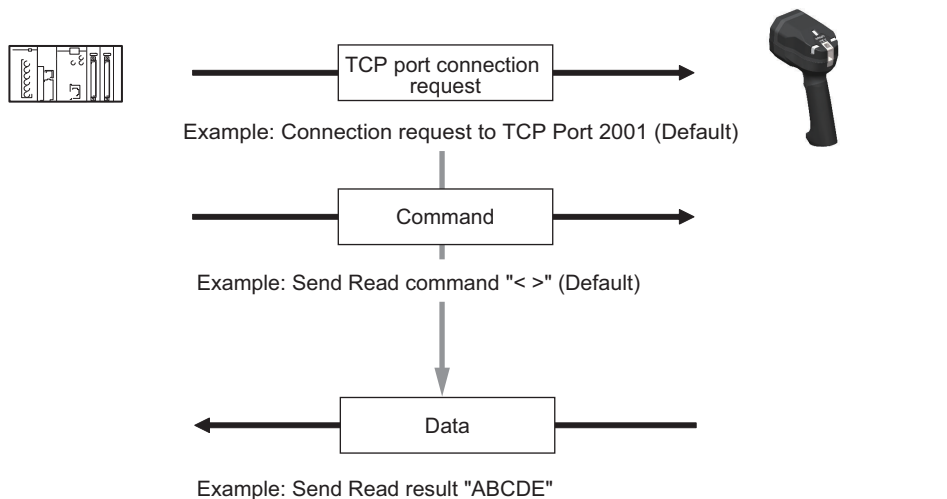 TCP port connection
request
Example: Connection request to TCP Port 2001 (Default)
Command
Example: Send Read command "< >" (Default)
Data
Example: Send Read result "ABCDE"